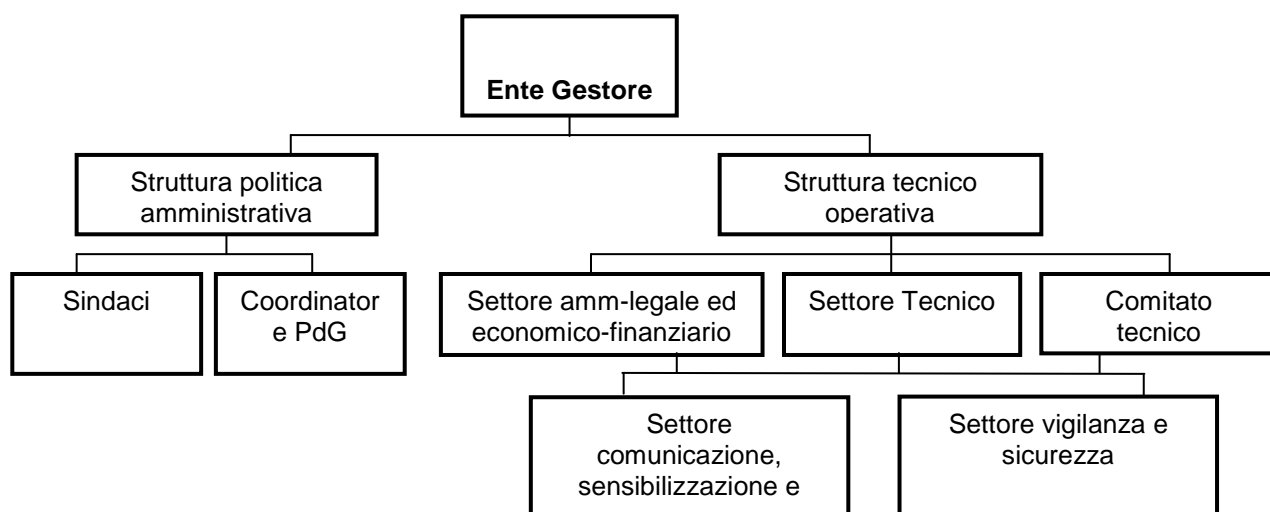 Ente Gestore
Struttura politica
amministrativa
Struttura tecnico
operativa
Sindaci
Coordinator
e PdG
Settore amm-legale ed
economico-finanziario
Settore Tecnico
Comitato
tecnico
Settore
comunicazione,
sensibilizzazione e
Settore vigilanza e
sicurezza